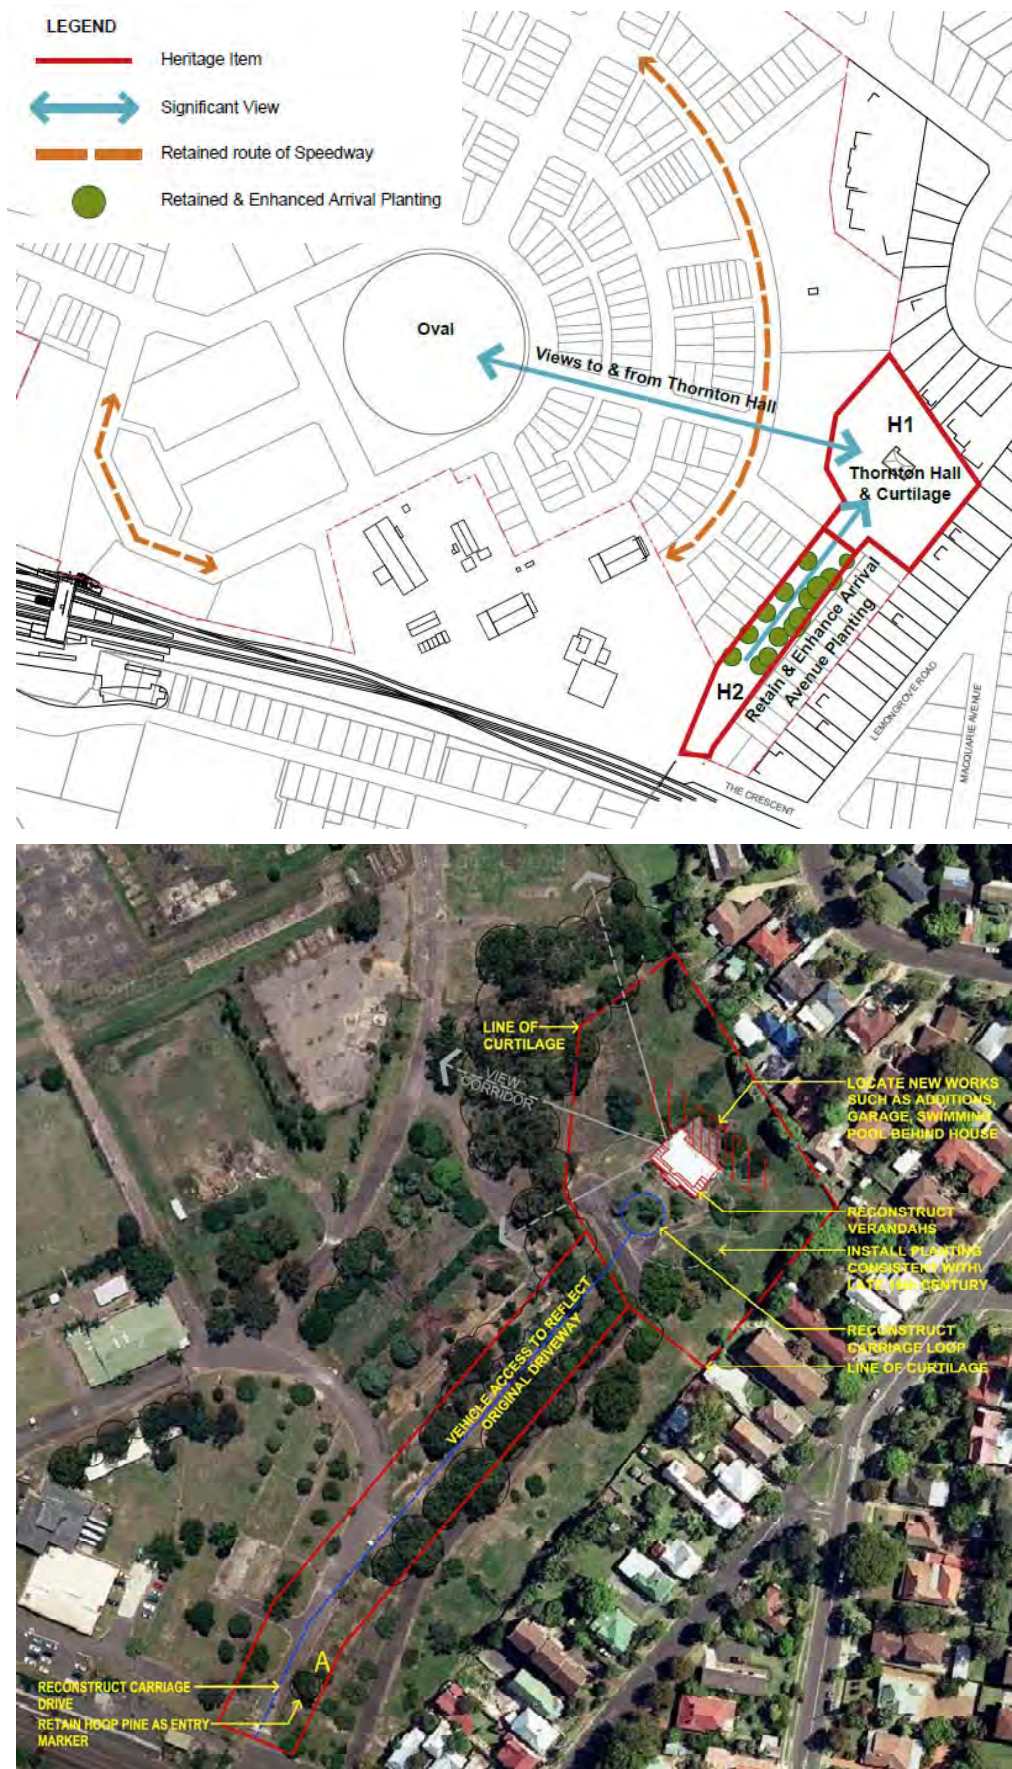 LEGEND
Heritage Item
Significant View
Retained route of Speedway
Retained & Enhanced Arrival Planting
Oval
Views to & from Thornton Hall
H1
Thornton Hall
& Curtilage
Retain & Enhance Arrival
Avenue Planting
H2
LEMONGROVE ROAD
MACQUARIE AVENUE
THE CRESCENT
LINE OF
CURTILAGE
VIEW
CORRIDOR
LOCATE NEW WORKS
SUCH AS ADDITIONS,
GARAGE, SWIMMING
POOL BEHIND HOUSE
RECONSTRUCT
VERANDAHS
INSTALL PLANTING
CONSISTENT WITH
LATE 19th CENTURY
RECONSTRUCT
CARRIAGE LOOP
LINE OF CURTILAGE
VEHICLE ACCESS TO REFLECT
ORIGINAL DRIVEWAY
A
RECONSTRUCT CARRIAGE
DRIVE
RETAIN HOOP PINE AS ENTRY
MARKER